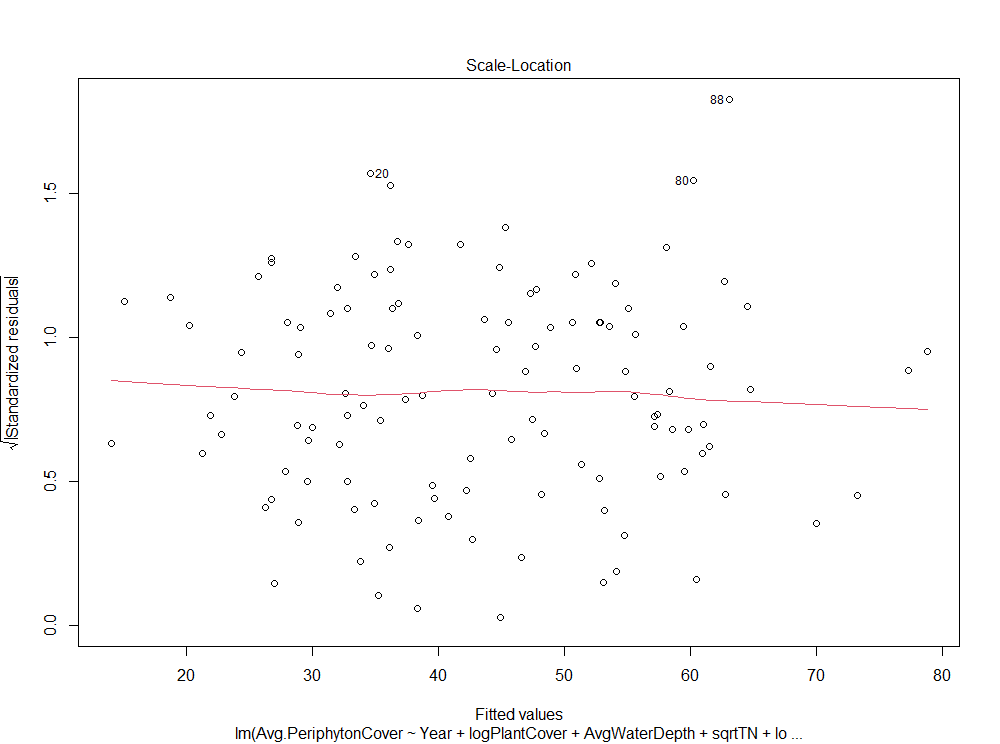 Scale-Location
√|Standardized residuals|
1.5
1.0
0.5
0.0
88
20
80
20 30 40 50 60 70 80
Fitted values
lm(Avg.PeriphytonCover ~ Year + logPlantCover + AvgWaterDepth + sqrtTN + lo ...